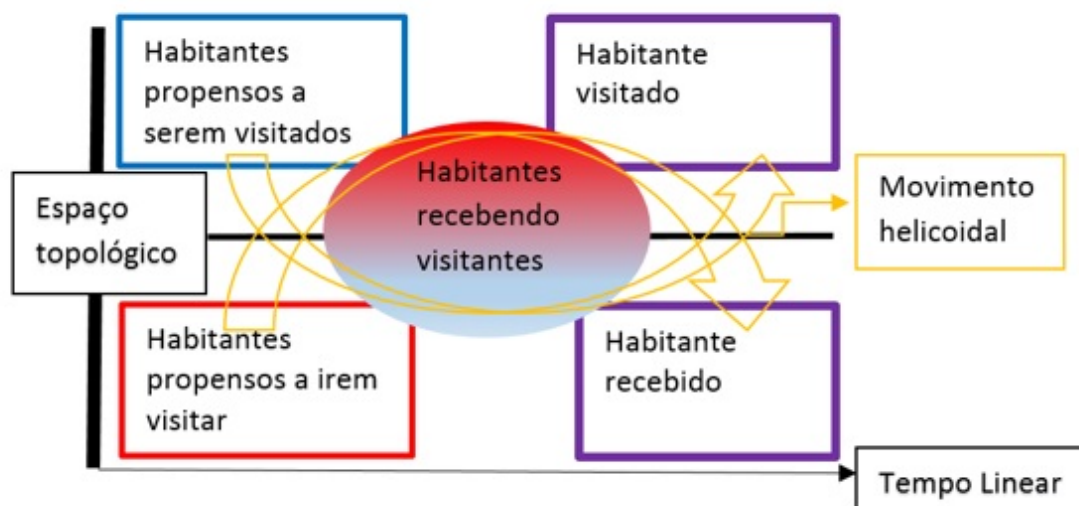 Habitantes
propensos a
serem visitados
Habitante
visitado
Habitantes
recebendo
visitantes
Espaço
topológico
Movimento
helicoidal
Habitantes
propensos a irem
visitar
Habitante
recebido
Tempo Linear